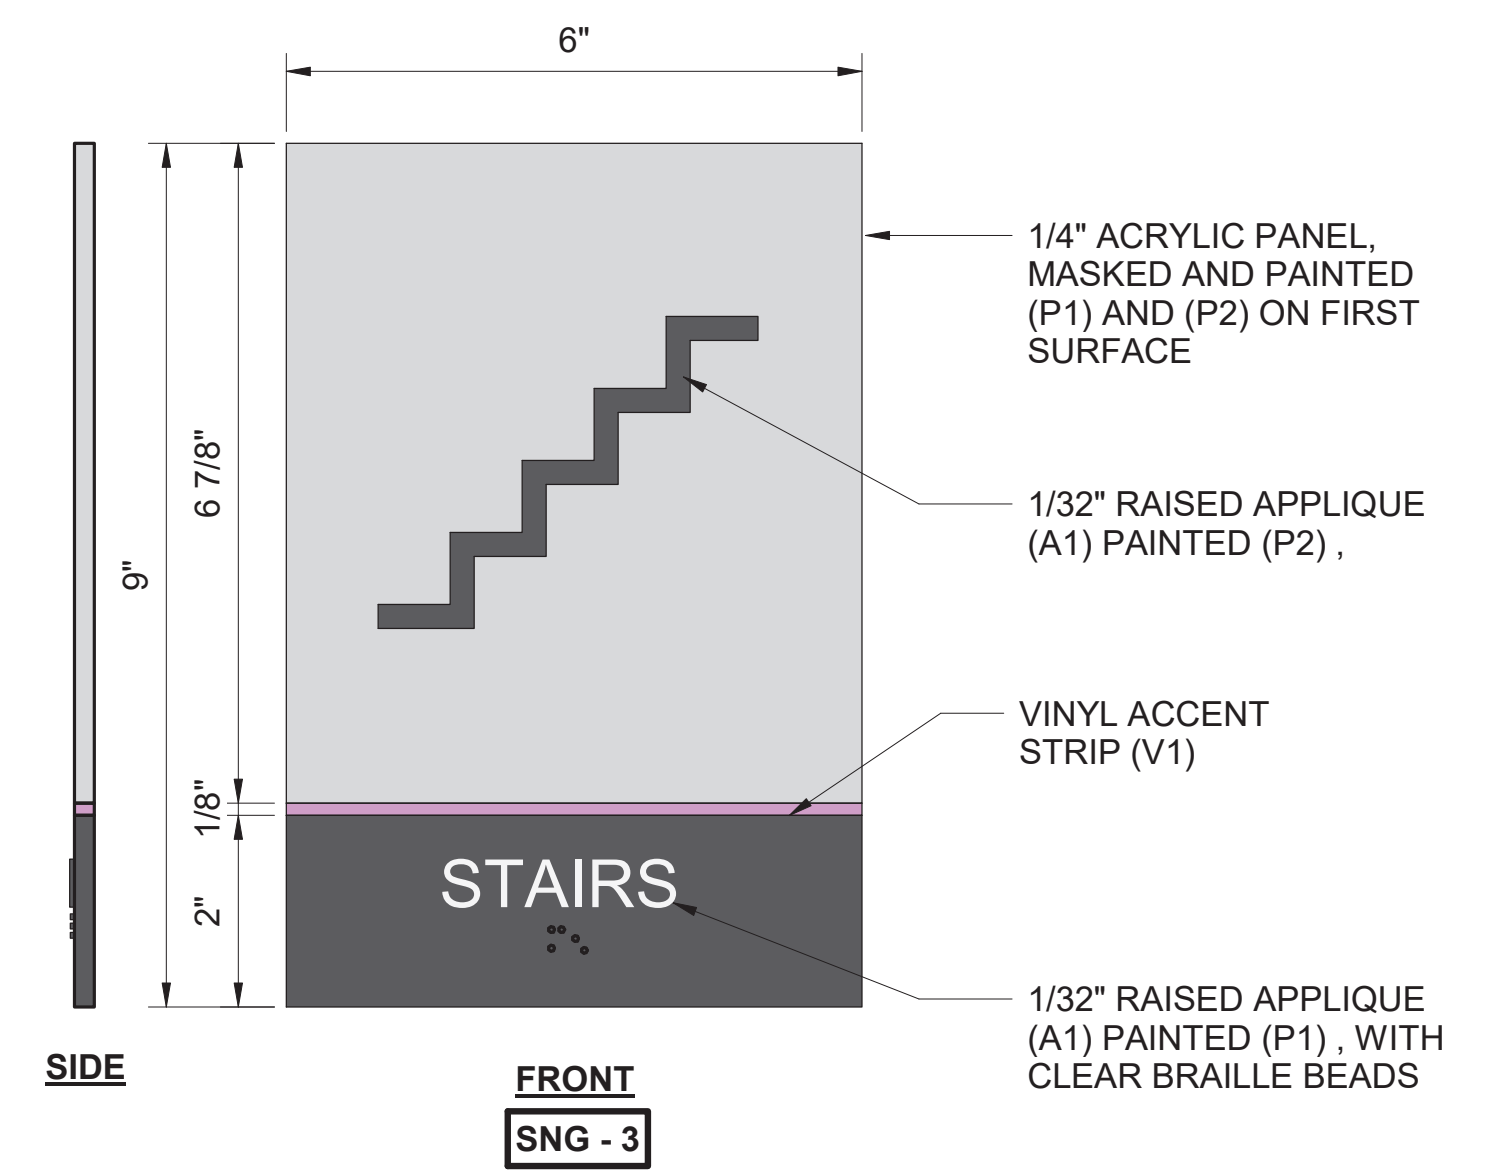 6"
1/4" ACRYLIC PANEL,
MASKED AND PAINTED
(P1) AND (P2) ON FIRST
SURFACE
6 7/8"
9"
1/32" RAISED APPLIQUE
(A1) PAINTED (P2) ,
VINYL ACCENT
STRIP (V1)
1/8"
2"
STAIRS
1/32" RAISED APPLIQUE
(A1) PAINTED (P1) , WITH
CLEAR BRAILLE BEADS
SIDE
FRONT
SNG - 3